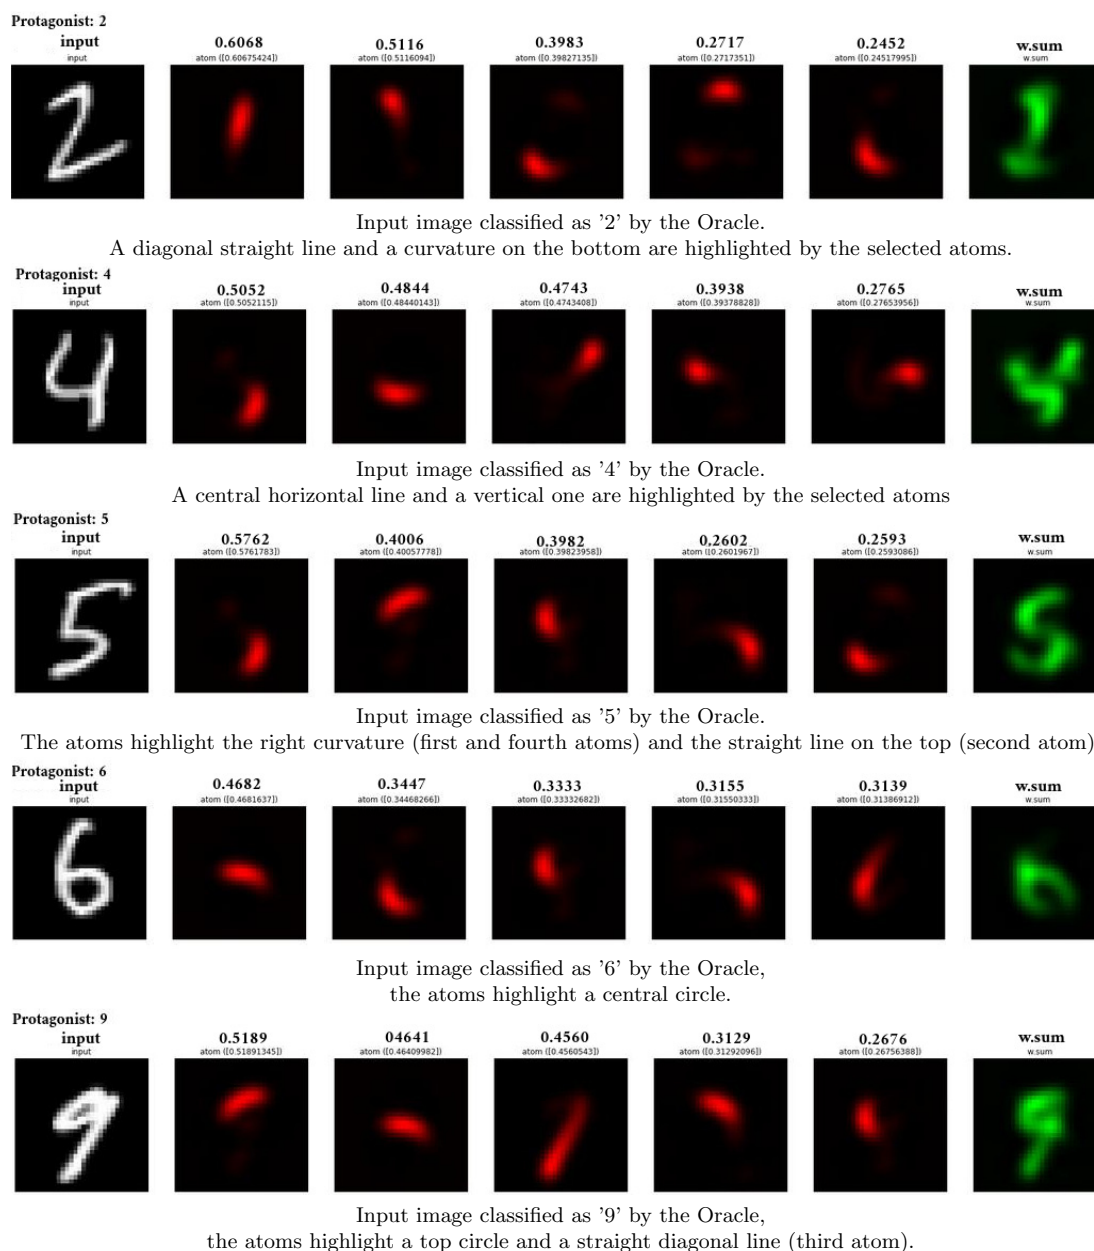 Protagonist: 2
input 0.6068 0.5116 0.3983 0.2717 0.2452 w.sum
input atom ([0.60675424]) atom ([0.5116094]) atom ([0.39827135]) atom ([0.2717351]) atom ([0.24517995]) w.sum
Input image classified as '2' by the Oracle.
A diagonal straight line and a curvature on the bottom are highlighted by the selected atoms.
Protagonist: 4
input 0.5052 0.4844 0.4743 0.3938 0.2765 w.sum
input atom ([0.5052115]) atom ([0.48440143]) atom ([0.4743408]) atom ([0.39378828]) atom ([0.27653956]) w.sum
Input image classified as '4' by the Oracle.
A central horizontal line and a vertical one are highlighted by the selected atoms
Protagonist: 5
input 0.5762 0.4006 0.3982 0.2602 0.2593 w.sum
input atom ([0.5761783]) atom ([0.40057778]) atom ([0.39823958]) atom ([0.2601967]) atom ([0.2593086]) w.sum
Input image classified as '5' by the Oracle.
The atoms highlight the right curvature (first and fourth atoms) and the straight line on the top (second atom)
Protagonist: 6
input 0.4682 0.3447 0.3333 0.3155 0.3139 w.sum
input atom ([0.4681637]) atom ([0.34468266]) atom ([0.33332682]) atom ([0.31550333]) atom ([0.31386912]) w.sum
Input image classified as '6' by the Oracle,
the atoms highlight a central circle.
Protagonist: 9
input 0.5189 04641 0.4560 0.3129 0.2676 w.sum
input atom ([0.51891345]) atom ([0.46409982]) atom ([0.4560543]) atom ([0.31292096]) atom ([0.26756388]) w.sum
Input image classified as '9' by the Oracle,
the atoms highlight a top circle and a straight diagonal line (third atom).